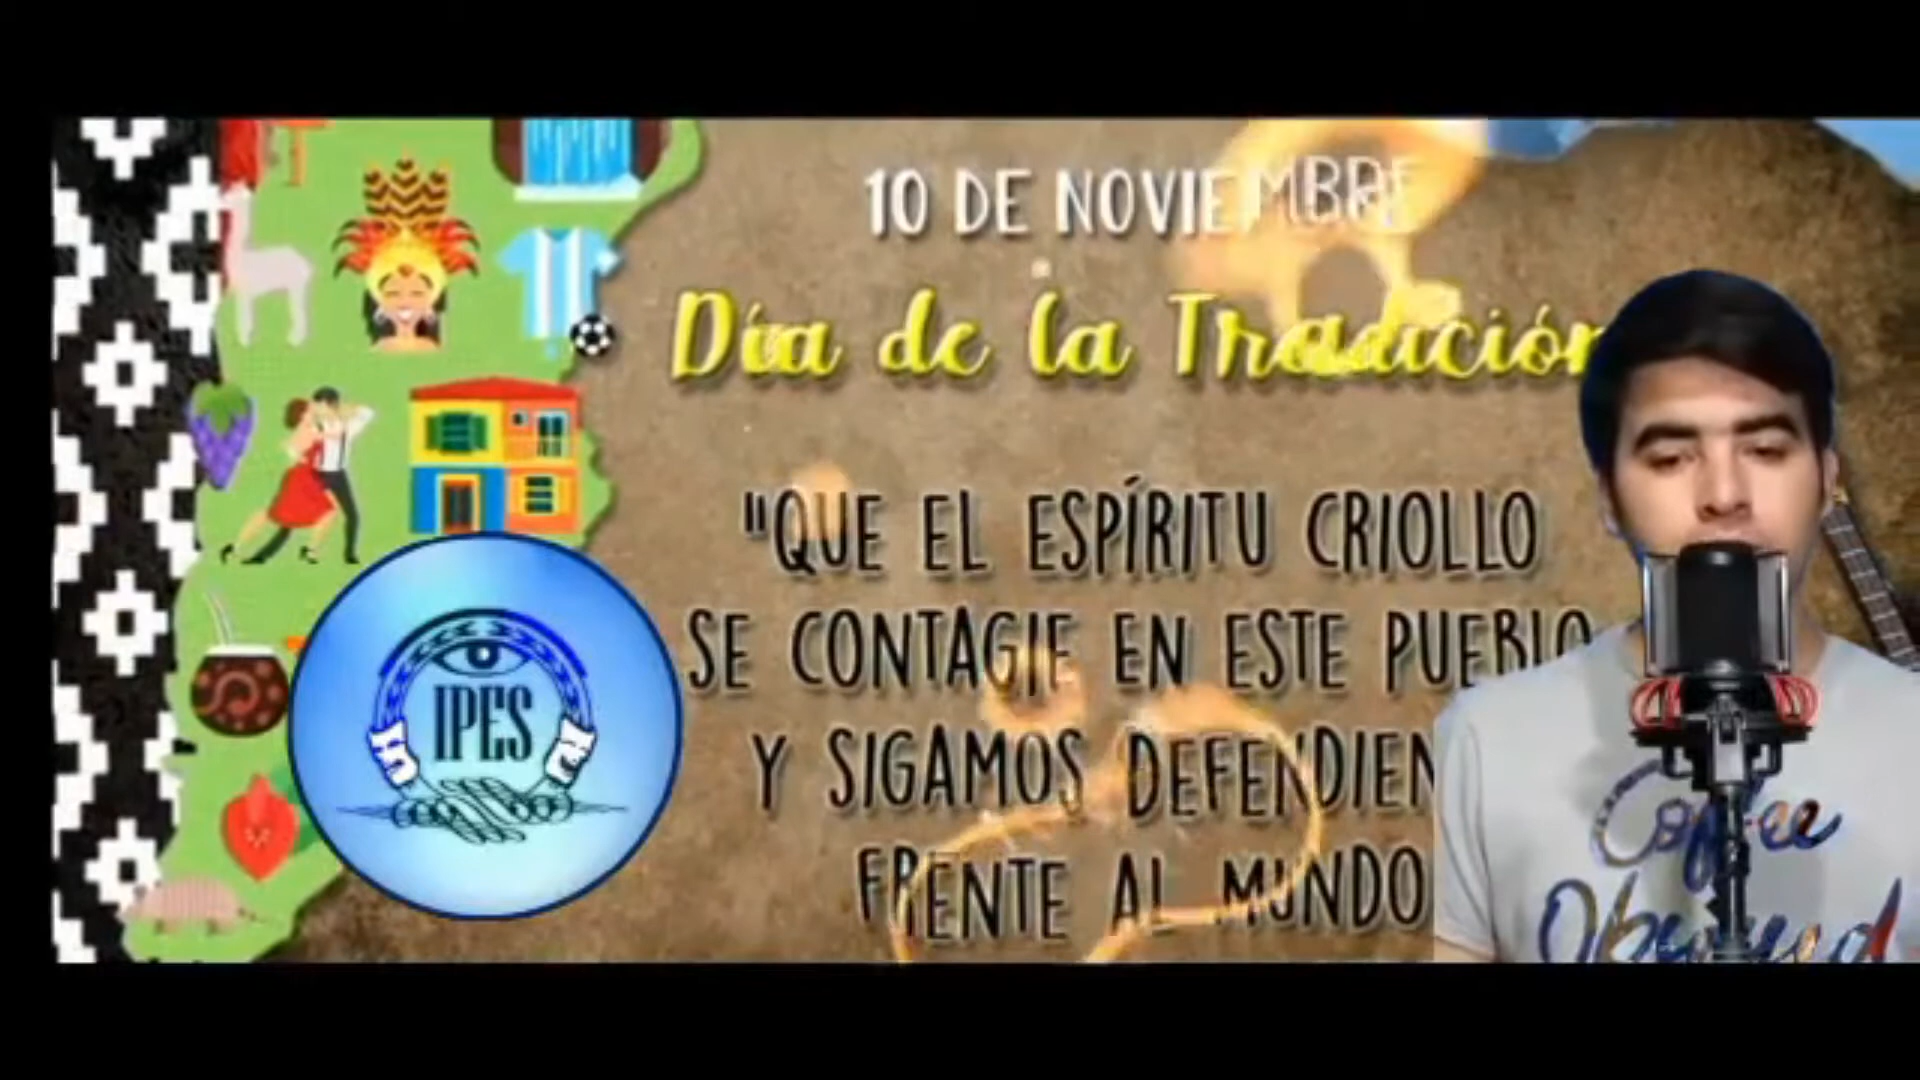 10 DE NOVIEMBRE
Día de la Tradición
"QUE EL ESPÍRITU CRIOLLO
SE CONTAGIE EN ESTE PUEBLO
Y SIGAMOS DEFENDIEN
FRENTE AL MUNDO
IPES
Coffee